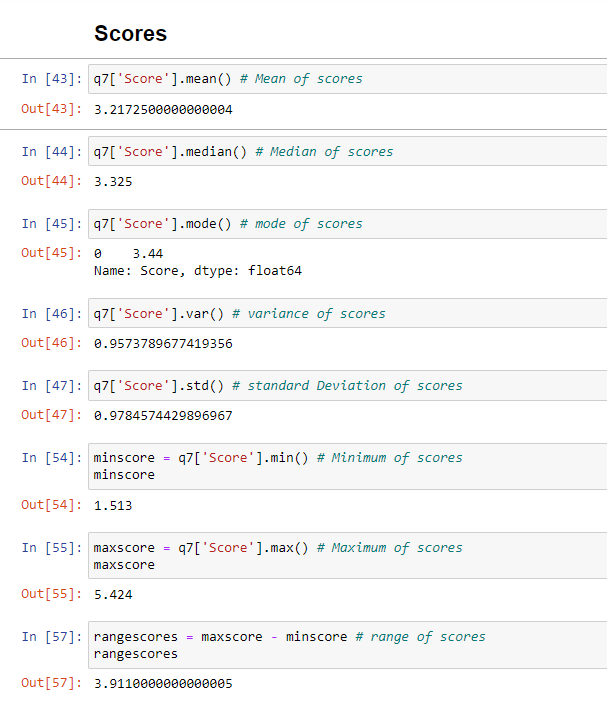 Scores
In [43]: q7['Score'].mean() # Mean of scores
Out[43]: 3.2172500000000004
In [44]: q7['Score'].median() # Median of scores
Out[44]: 3.325
In [45]: q7['Score'].mode() # mode of scores
Out[45]: 0    3.44
Name: Score, dtype: float64
In [46]: q7['Score'].var() # variance of scores
Out[46]: 0.9573789677419356
In [47]: q7['Score'].std() # standard Deviation of scores
Out[47]: 0.9784574429896967
In [54]: minscore = q7['Score'].min() # Minimum of scores
minscore
Out[54]: 1.513
In [55]: maxscore = q7['Score'].max() # Maximum of scores
maxscore
Out[55]: 5.424
In [57]: rangescores = maxscore - minscore # range of scores
rangescores
Out[57]: 3.9110000000000005